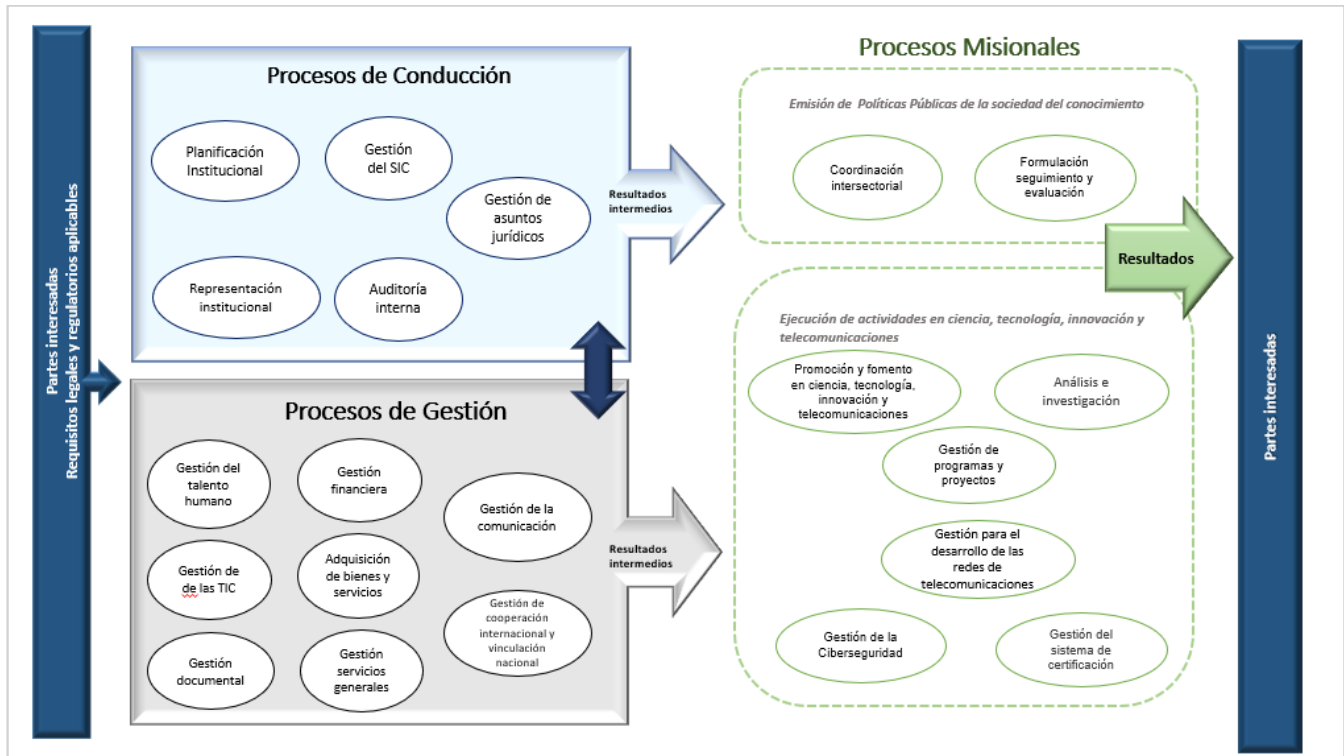 Partes interesadas
Requisitos legales y regulatorios aplicables
Procesos de Conducción
Planificación
Institucional
Gestión
del SIC
Gestión de
asuntos
jurídicos
Representación
institucional
Auditoría
interna
Resultados
intermedios
Procesos de Gestión
Gestión del
talento
humano
Gestión
financiera
Gestión de la
comunicación
Gestión de
de las TIC
Adquisición
de bienes y
servicios
Gestión de
cooperación
internacional y
vinculación
nacional
Gestión
documental
Gestión
servicios
generales
Resultados
intermedios
Procesos Misionales
Emisión de Políticas Públicas de la sociedad del conocimiento
Coordinación
intersectorial
Formulación
seguimiento y
evaluación
Resultados
Ejecución de actividades en ciencia, tecnología, innovación y
telecomunicaciones
Promoción y fomento
en ciencia, tecnología,
innovación y
telecomunicaciones
Análisis e
investigación
Gestión de
programas y
proyectos
Gestión para el
desarrollo de las
redes de
telecomunicaciones
Gestión de la
Ciberseguridad
Gestión del
sistema de
certificación
Partes interesadas